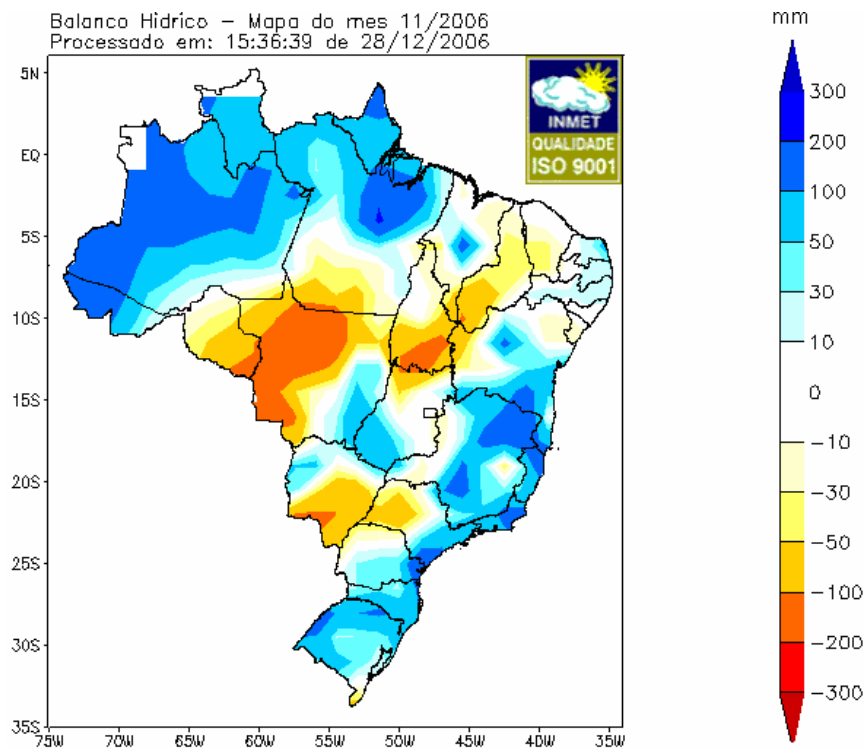 Balanco Hidrico - Mapa do mes 11/2006
Processado em: 15:36:39 de 28/12/2006
mm
INMET
QUALIDADE
ISO 9001
5N
EQ
5S
10S
15S
20S
25S
30S
35S
75W 70W 65W 60W 55W 50W 45W 40W 35W
300
200
100
50
30
10
0
-10
-30
-50
-100
-200
-300